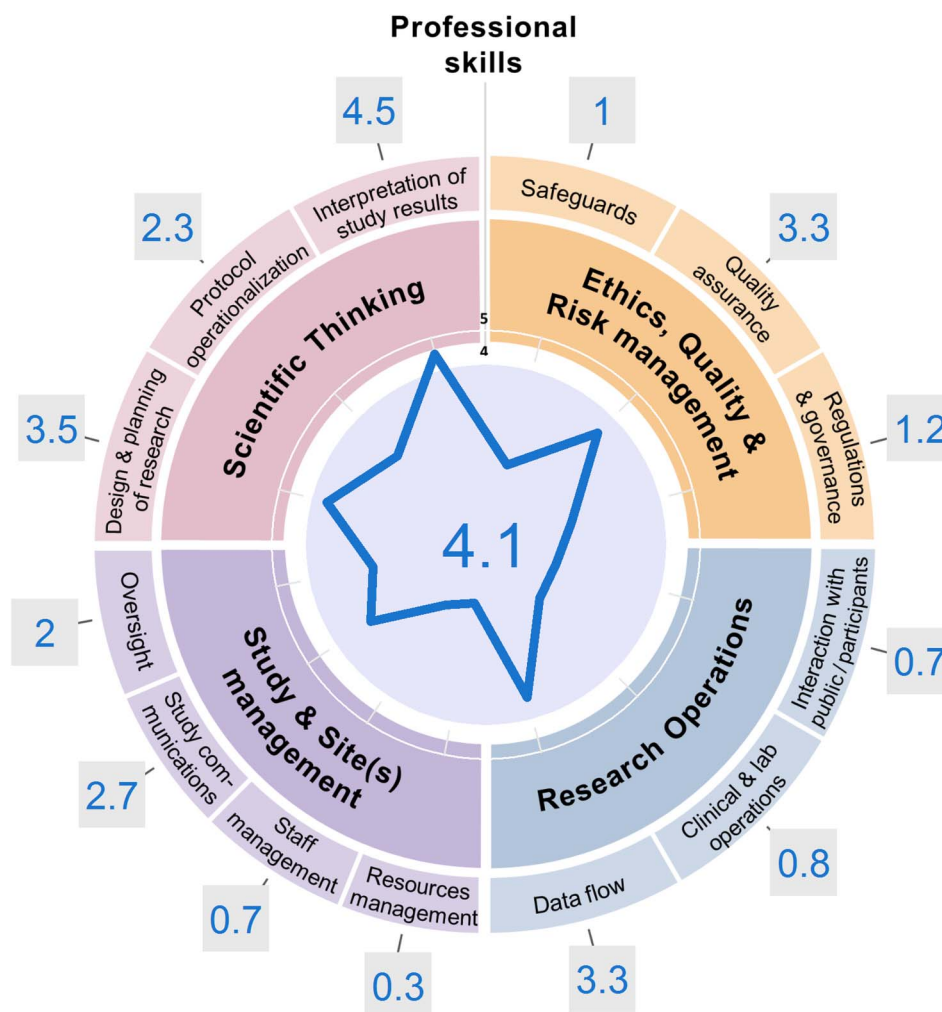 Professional
skills
4.5
1
2.3
3.3
3.5
1.2
2
0.7
2.7
0.8
0.7
0.3
3.3
Interpretation of
study results
Protocol
operationalization
Design & planning
of research
Scientific Thinking
Safeguards
Quality
assurance
Regulations
& governance
Ethics, Quality &
Risk management
5
4
4.1
Oversight
Study com-
munications
Staff
management
Resources
management
Study & Site(s)
management
Interaction with
public / participants
Clinical & lab
operations
Data flow
Research Operations